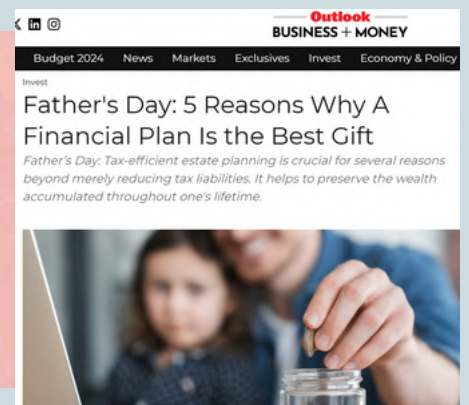 Outlook
BUSINESS + MONEY
Budget 2024 News Markets Exclusives Invest Economy & Policy
Invest
Father's Day: 5 Reasons Why A
Financial Plan Is the Best Gift
Father's Day: Tax-efficient estate planning is crucial for several reasons
beyond merely reducing tax liabilities. It helps to preserve the wealth
accumulated throughout one's lifetime.